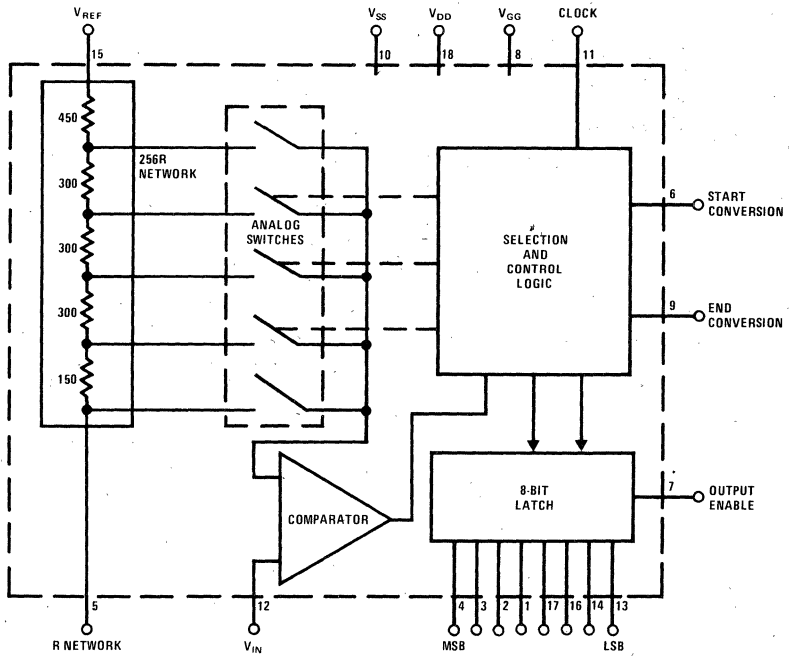 VREF
VSS
VDD
VGG
CLOCK
15
10
18
8
11
450
300
300
300
150
256R
NETWORK
ANALOG
SWITCHES
SELECTION
AND
CONTROL
LOGIC
6
START
CONVERSION
9
END
CONVERSION
COMPARATOR
8-BIT
LATCH
7
OUTPUT
ENABLE
5
12
4
3
2
1
17
16
14
13
R NETWORK
VIN
MSB
LSB